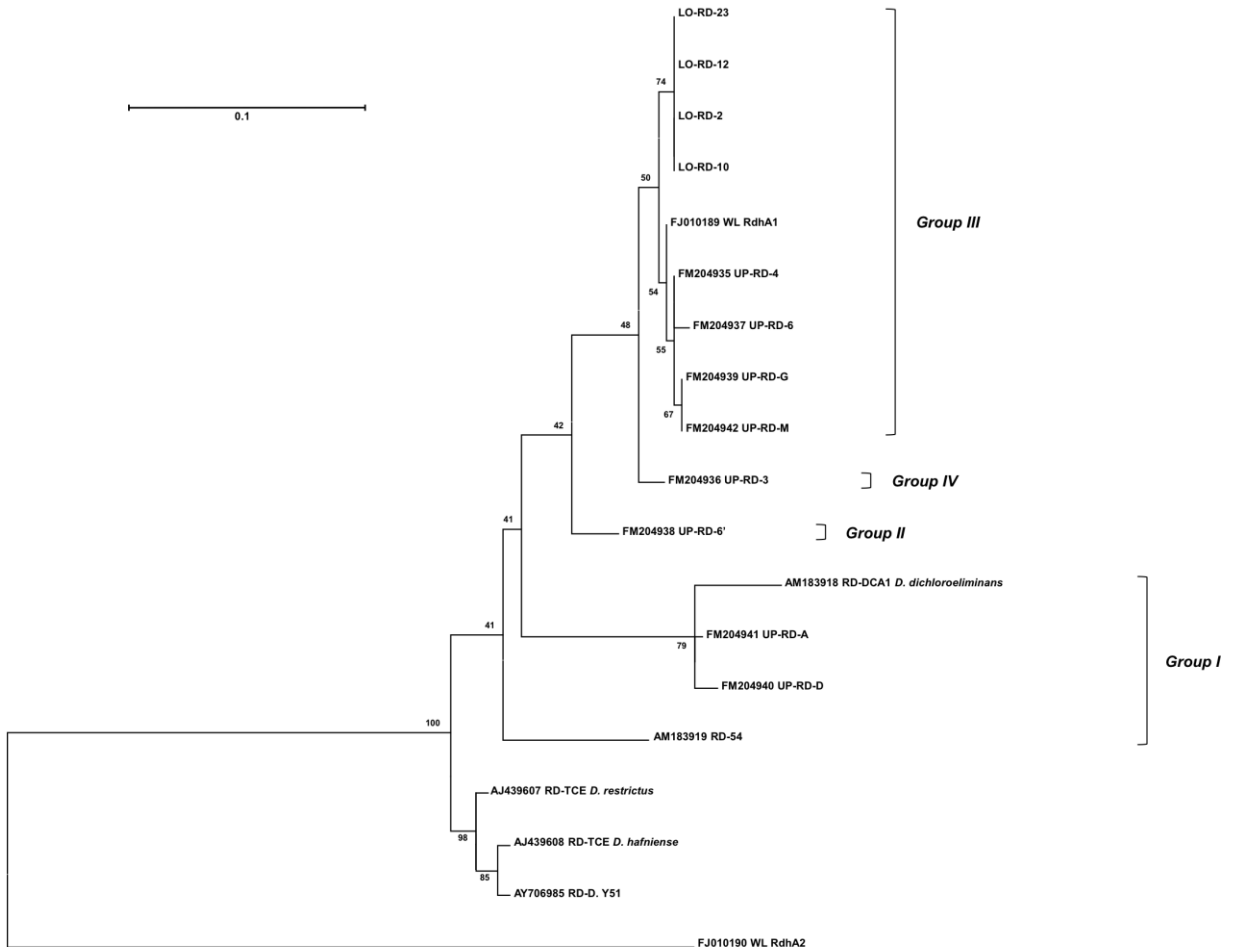 LO-RD-23
LO-RD-12
74
0.1
LO-RD-2
LO-RD-10
50
FJ010189 WL RdhA1
Group III
FM204935 UP-RD-4
54
FM204937 UP-RD-6
48
55
FM204939 UP-RD-G
67
FM204942 UP-RD-M
42
FM204936 UP-RD-3
Group IV
41
FM204938 UP-RD-6'
Group II
AM183918 RD-DCA1 D. dichloroeliminans
41
FM204941 UP-RD-A
79
Group I
FM204940 UP-RD-D
100
AM183919 RD-54
AJ439607 RD-TCE D. restrictus
98
AJ439608 RD-TCE D. hafniense
85
AY706985 RD-D. Y51
FJ010190 WL RdhA2